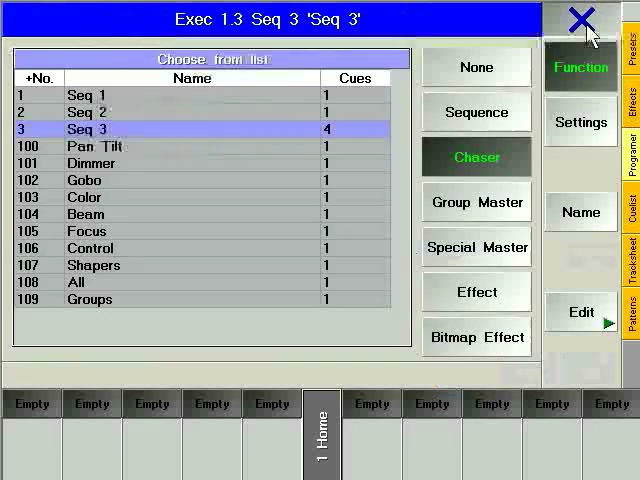 Exec 1.3 Seq 3 'Seq 3'
Choose from list
+No. Name Cues
1 Seq 1 1
2 Seq 2 1
3 Seq 3 4
100 Pan Tilt 1
101 Dimmer 1
102 Gobo 1
103 Color 1
104 Beam 1
105 Focus 1
106 Control 1
107 Shapers 1
108 All 1
109 Groups 1
None
Sequence
Chaser
Group Master
Special Master
Effect
Bitmap Effect
Function
Settings
Name
Edit
Presers
Effects
Programer
Cuelist
Tracksheet
Patterns
Empty Empty Empty Empty Empty 1 Home Empty Empty Empty Empty Empty